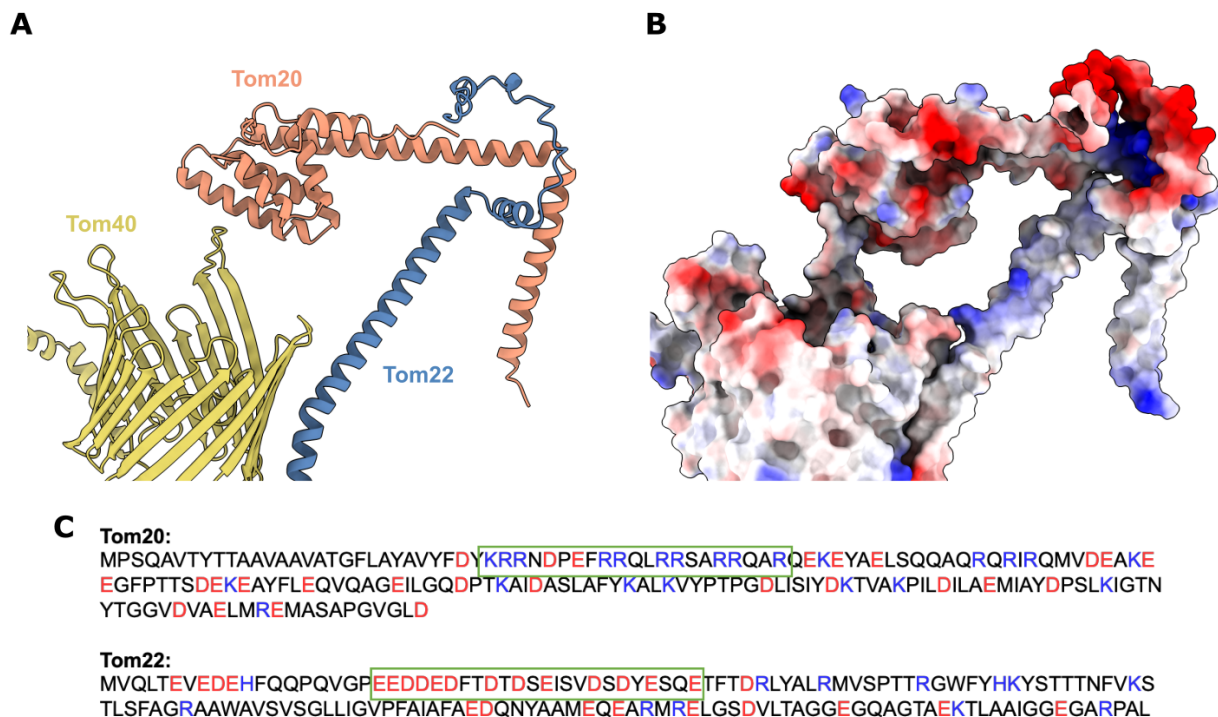 A
B
Tom20
Tom40
Tom22
C
Tom20:
MPSQAVTYTTAAVAAVATGFLAYAVYFDYKRRNDPEFRRQLRRSARRQARQEKEYAELSQQAQRQRIRQMVDEAKE
EGFPTTSDEKEAYFLEQVQAGEILGQDPTKAIDASLAFYKALKVYPTPGDLISIYDKTVAKPILDILAEMIAYDPSLKIGTN
YTGGVDVAELMREMASAPGVGLD
Tom22:
MVQLTEVEDEHFQQPQVGPEEDDEDFTDTDSEISVDSDYESQETFTDRLYALRMVSPTTRGWFYHKYSTTTNFVKS
TLSFAGRAAWAVSVSGLLIGVPFAIAFAEDQNYAAMEQEARMRELGSDVLTAGGEGQAGTAEKTLAAIGGEGARPAL